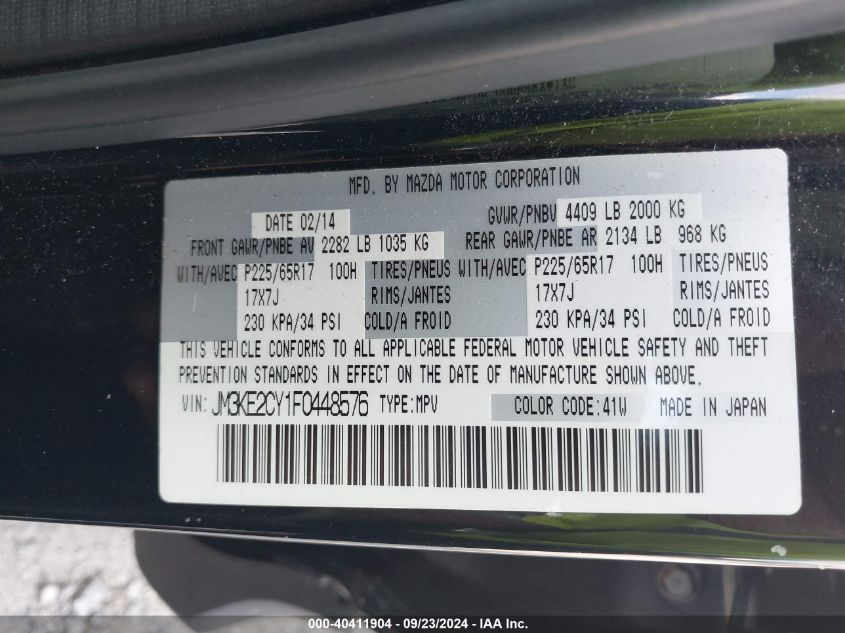 MFD. BY MAZDA MOTOR CORPORATION
DATE 02/14 GVWR/PNBV 4409 LB 2000 KG
FRONT GAWR/PNBE AV 2282 LB 1035 KG REAR GAWR/PNBE AR 2134 LB 968 KG
WITH/AVEC P225/65R17 100H TIRES/PNEUS WITH/AVEC P225/65R17 100H TIRES/PNEUS
17X7J RIMS/JANTES 17X7J RIMS/JANTES
230 KPA/34 PSI COLD/A FROID 230 KPA/34 PSI COLD/A FROID
THIS VEHICLE CONFORMS TO ALL APPLICABLE FEDERAL MOTOR VEHICLE SAFETY AND THEFT
PREVENTION STANDARDS IN EFFECT ON THE DATE OF MANUFACTURE SHOWN ABOVE.
VIN: JM3KE2CY1F0448576 TYPE:MPV COLOR CODE:41W MADE IN JAPAN
000-40411904 - 09/23/2024 - IAA Inc.